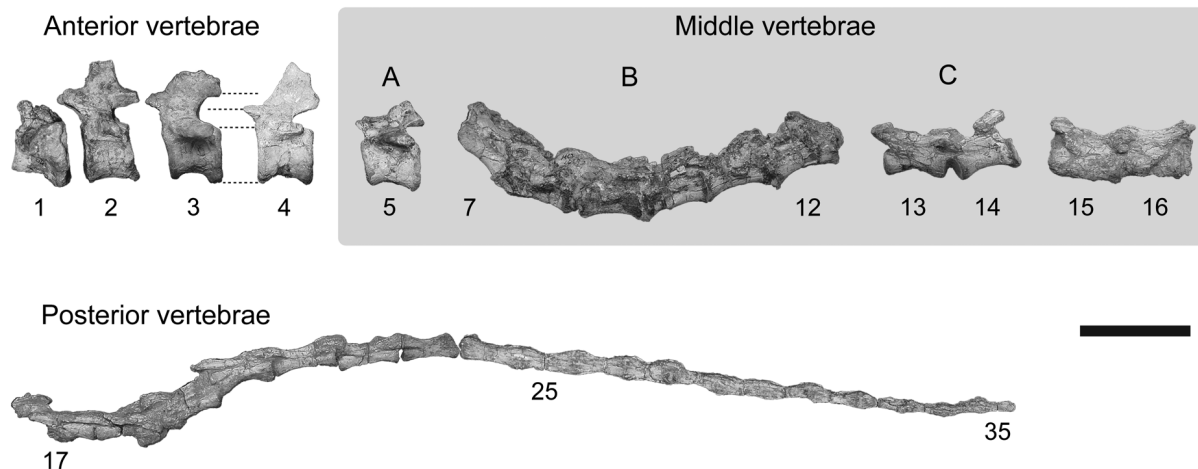 Anterior vertebrae
Middle vertebrae
A B C
1 2 3 4 5 7 12 13 14 15 16
Posterior vertebrae
25
35
17